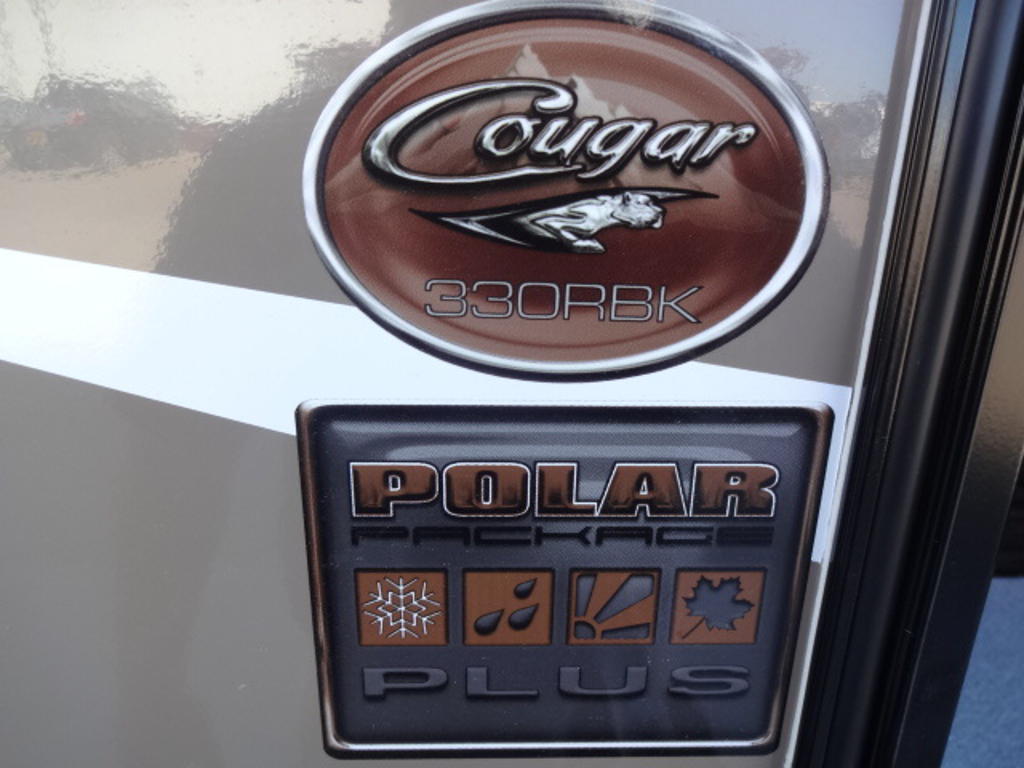 Cougar
330RBK
POLAR
PACKAGE
PLUS